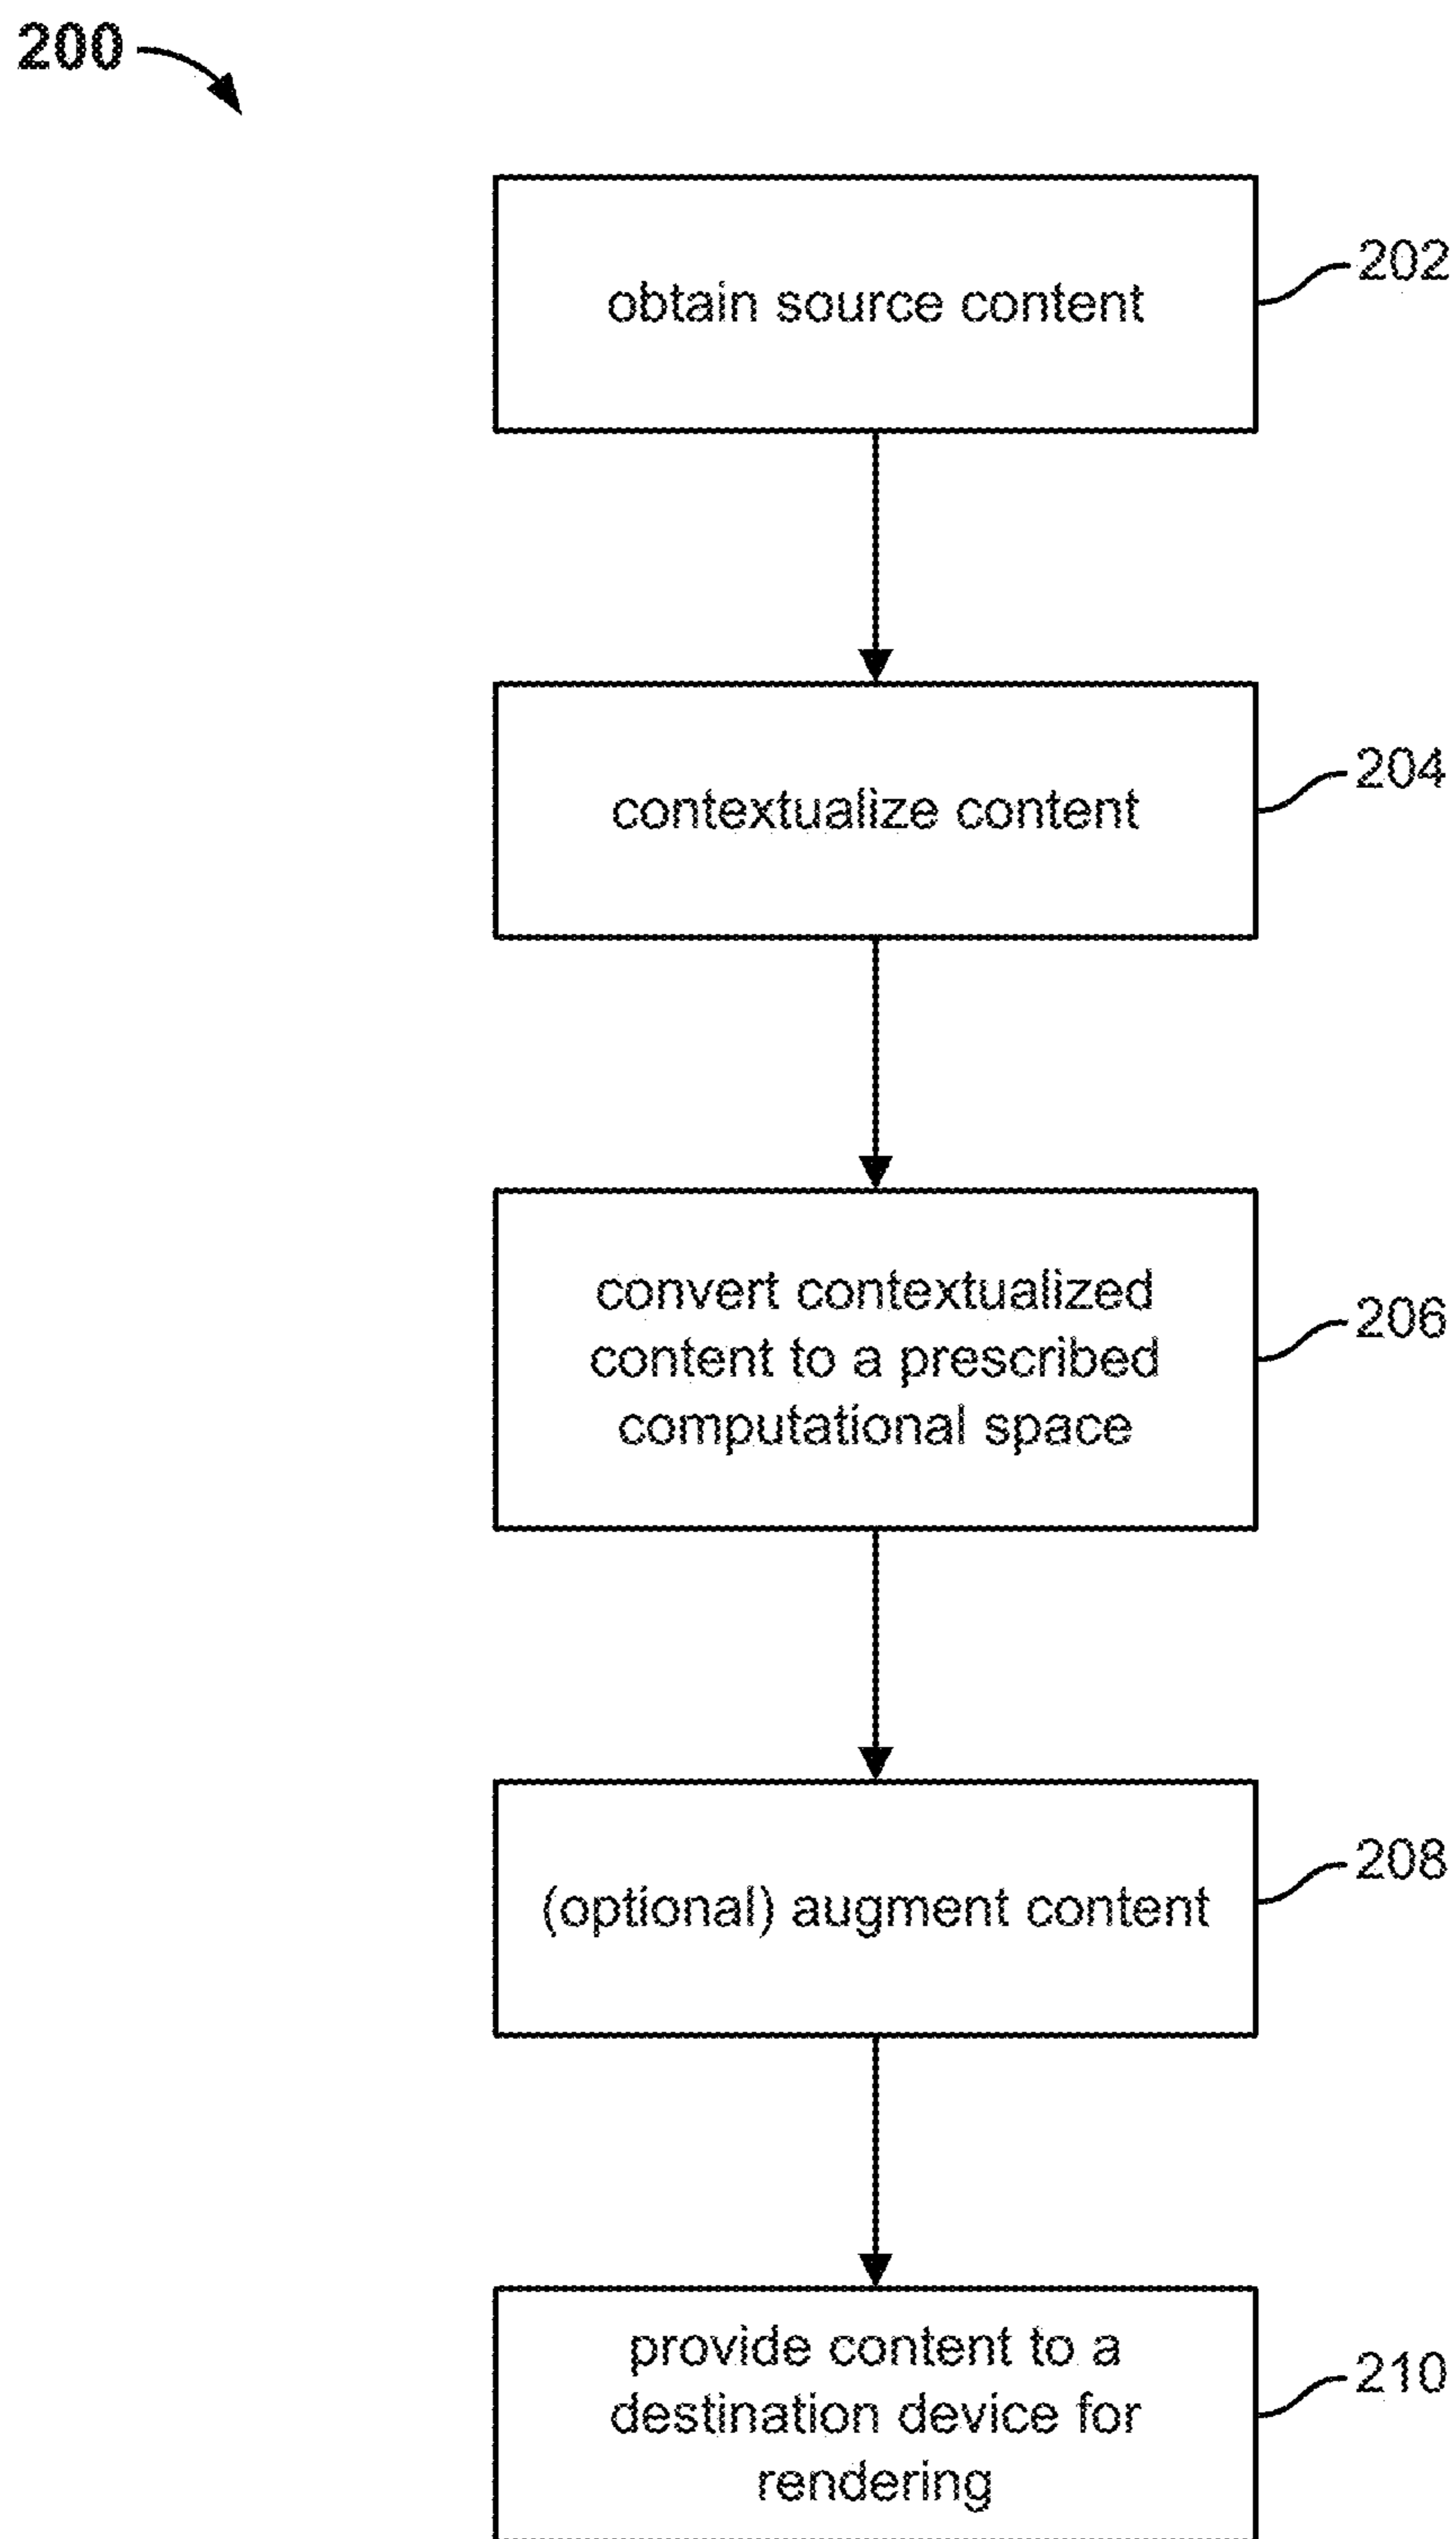 200
obtain source content
202
contextualize content
204
convert contextualized
content to a prescribed
computational space
206
(optional) augment content
208
provide content to a
destination device for
rendering
210